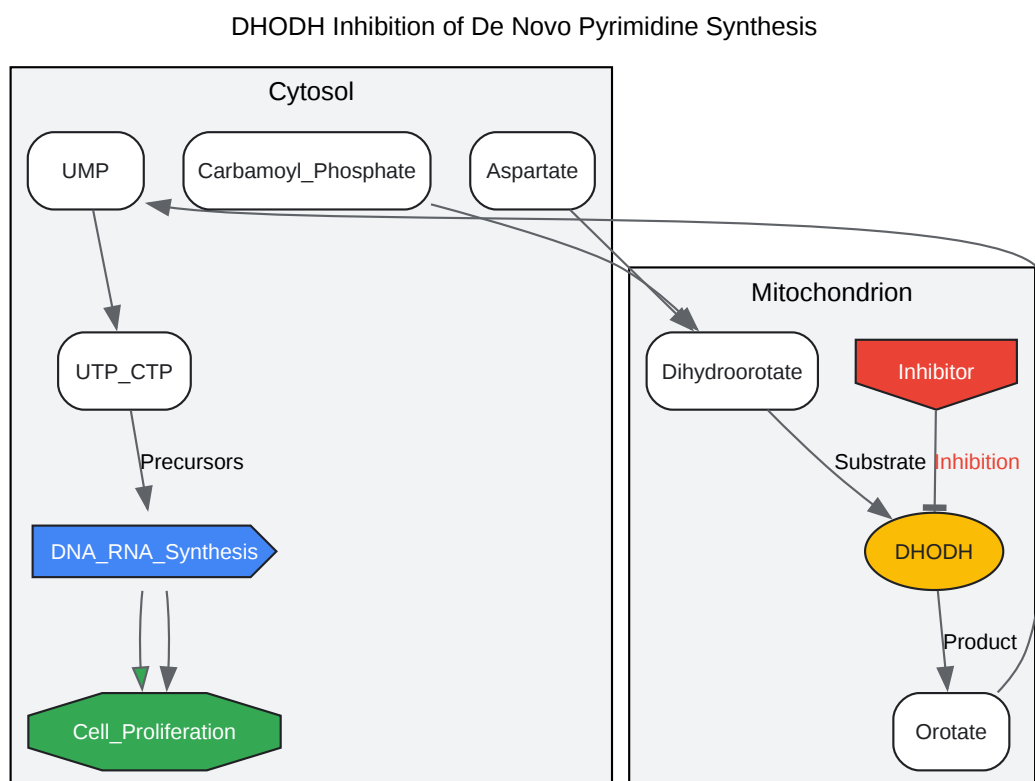 DHODH Inhibition of De Novo Pyrimidine Synthesis
Cytosol
UMP
Carbamoyl_Phosphate
Aspartate
Mitochondrion
UTP_CTP
Dihydroorotate
Inhibitor
Precursors
Substrate
Inhibition
DNA_RNA_Synthesis
DHODH
Product
Cell_Proliferation
Orotate